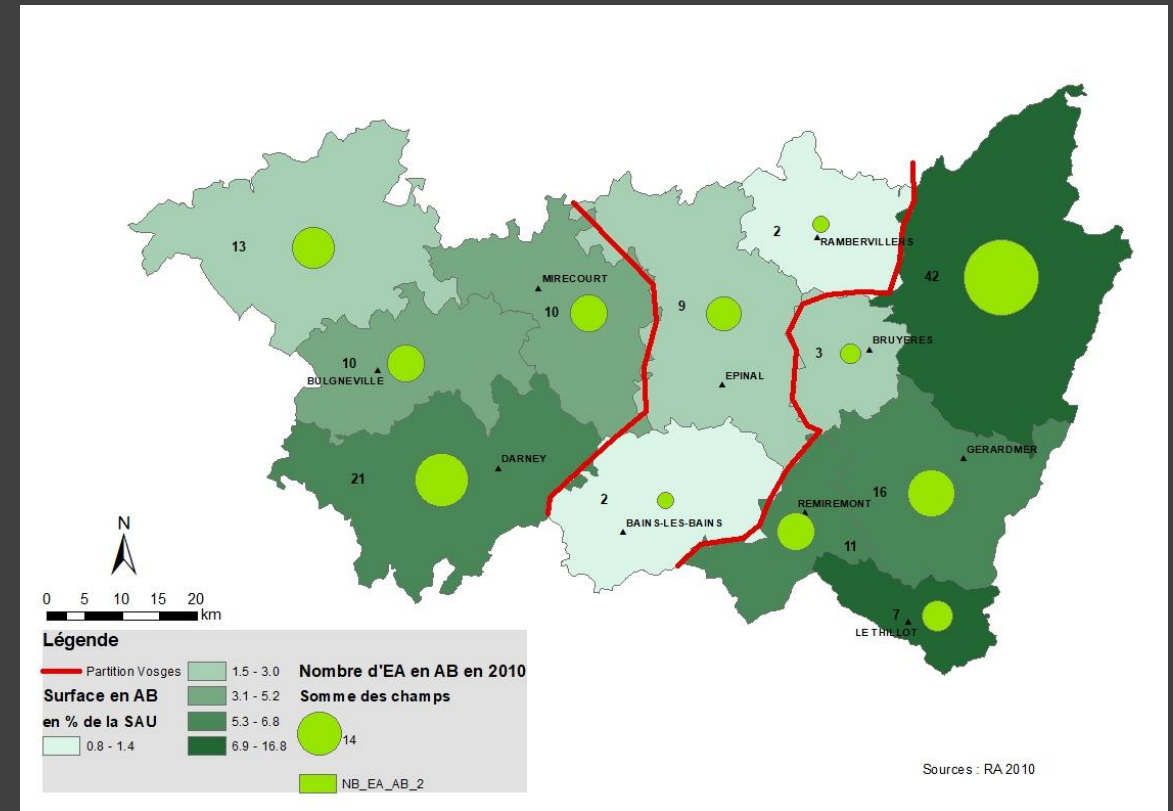 2
RAMBERVILLERS
13
42
MIRECOURT
10
9
3
BRUYERES
10
BULGNEVILLE
EPINAL
DARNEY
21
GERARDMER
16
REMIREMONT
2
BAINS-LES-BAINS
11
7
LE THILLOT
N
0 5 10 15 20
km
Légende
Partition Vosges
Surface en AB
en % de la SAU
0.8 - 1.4
1.5 - 3.0
3.1 - 5.2
5.3 - 6.8
6.9 - 16.8
Nombre d'EA en AB en 2010
Somme des champs
14
NB_EA_AB_2
Sources : RA 2010